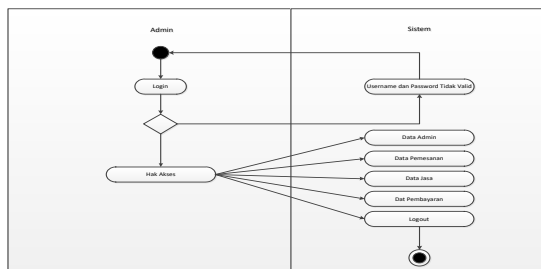 Admin
Sistem
Login
Username dan Password Tidak Valid
Data Admin
Data Pemesanan
Hak Akses
Data Jasa
Dat Pembayaran
Logout